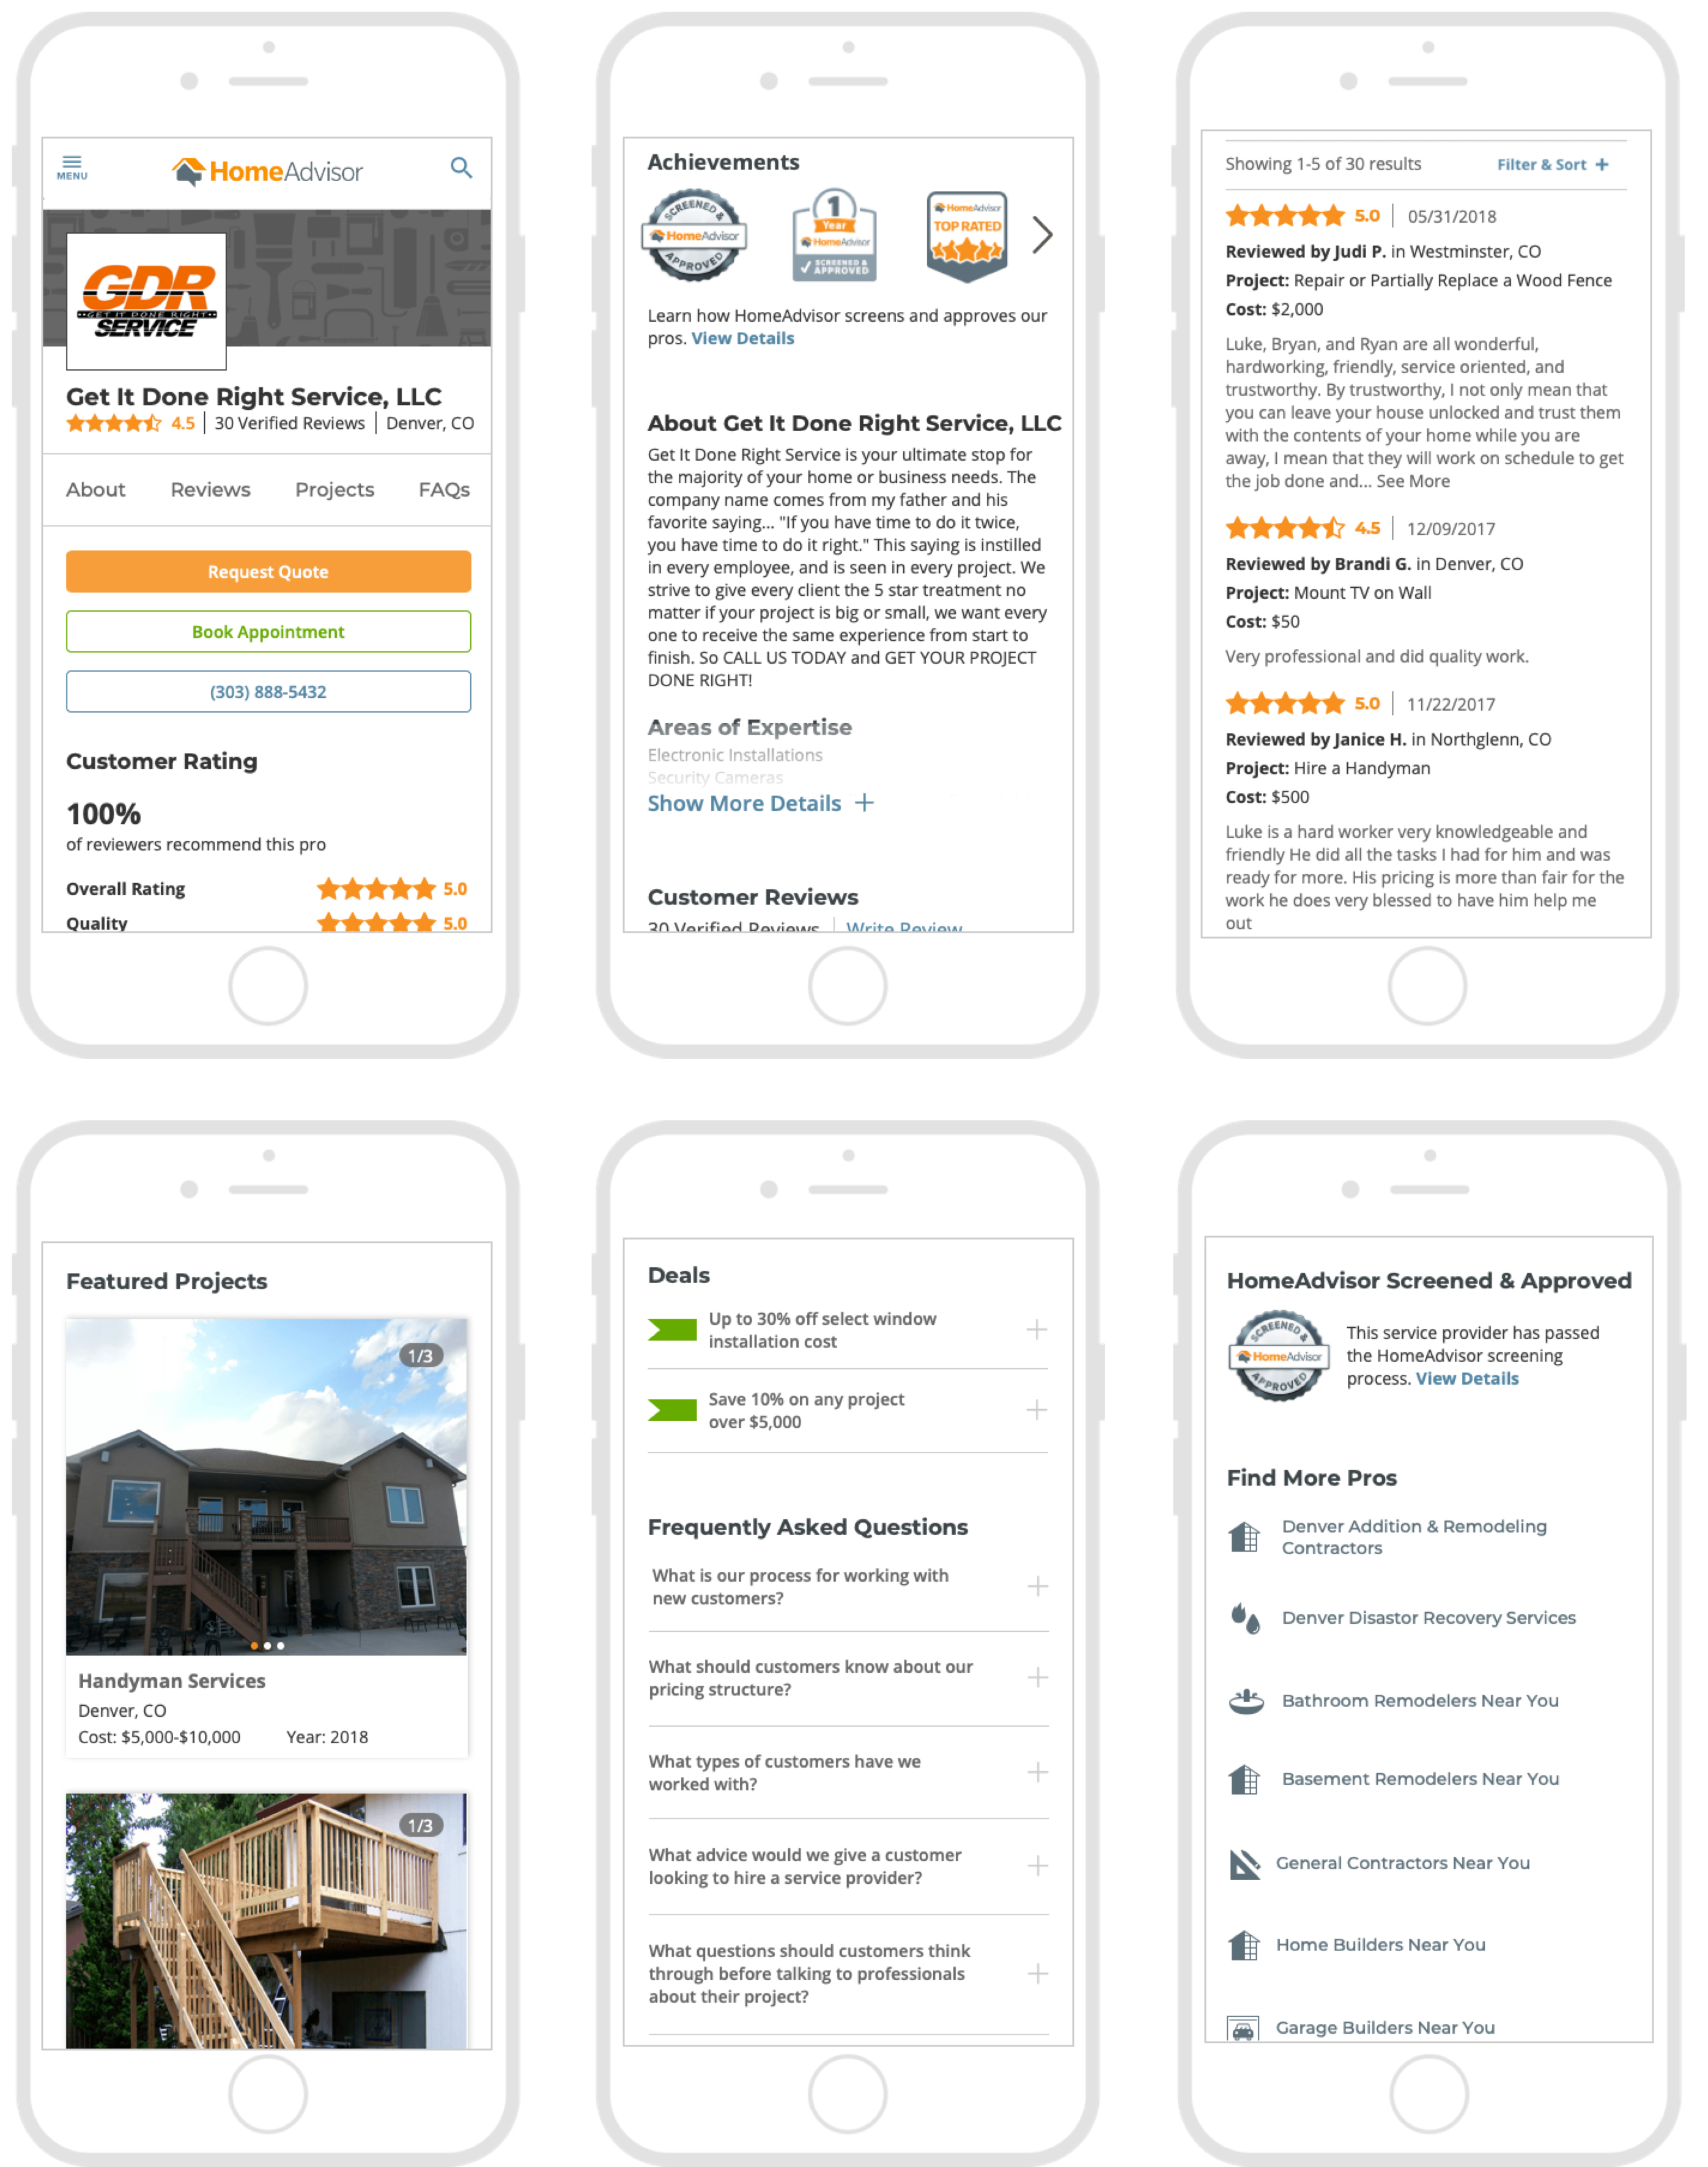 MENU
HomeAdvisor
GDR
GET IT DONE RIGHT
SERVICE
Get It Done Right Service, LLC
4.5 | 30 Verified Reviews | Denver, CO
About Reviews Projects FAQs
Request Quote
Book Appointment
(303) 888-5432
Customer Rating
100%
of reviewers recommend this pro
Overall Rating 5.0
Quality 5.0
Achievements
SCREENED &
HomeAdvisor
APPROVED
1
Year
HomeAdvisor
SCREENED &
APPROVED
HomeAdvisor
TOP RATED
Learn how HomeAdvisor screens and approves our
pros. View Details
About Get It Done Right Service, LLC
Get It Done Right Service is your ultimate stop for
the majority of your home or business needs. The
company name comes from my father and his
favorite saying... "If you have time to do it twice,
you have time to do it right." This saying is instilled
in every employee, and is seen in every project. We
strive to give every client the 5 star treatment no
matter if your project is big or small, we want every
one to receive the same experience from start to
finish. So CALL US TODAY and GET YOUR PROJECT
DONE RIGHT!
Areas of Expertise
Electronic Installations
Security Cameras
Show More Details +
Customer Reviews
30 Verified Reviews | Write Review
Showing 1-5 of 30 results Filter & Sort +
5.0 | 05/31/2018
Reviewed by Judi P. in Westminster, CO
Project: Repair or Partially Replace a Wood Fence
Cost: $2,000
Luke, Bryan, and Ryan are all wonderful,
hardworking, friendly, service oriented, and
trustworthy. By trustworthy, I not only mean that
you can leave your house unlocked and trust them
with the contents of your home while you are
away, I mean that they will work on schedule to get
the job done and... See More
4.5 | 12/09/2017
Reviewed by Brandi G. in Denver, CO
Project: Mount TV on Wall
Cost: $50
Very professional and did quality work.
5.0 | 11/22/2017
Reviewed by Janice H. in Northglenn, CO
Project: Hire a Handyman
Cost: $500
Luke is a hard worker very knowledgeable and
friendly He did all the tasks I had for him and was
ready for more. His pricing is more than fair for the
work he does very blessed to have him help me
out
Featured Projects
1/3
Handyman Services
Denver, CO
Cost: $5,000-$10,000 Year: 2018
1/3
Deals
Up to 30% off select window
installation cost
Save 10% on any project
over $5,000
Frequently Asked Questions
What is our process for working with
new customers?
What should customers know about our
pricing structure?
What types of customers have we
worked with?
What advice would we give a customer
looking to hire a service provider?
What questions should customers think
through before talking to professionals
about their project?
HomeAdvisor Screened & Approved
SCREENED &
HomeAdvisor
APPROVED
This service provider has passed
the HomeAdvisor screening
process. View Details
Find More Pros
Denver Addition & Remodeling
Contractors
Denver Disastor Recovery Services
Bathroom Remodelers Near You
Basement Remodelers Near You
General Contractors Near You
Home Builders Near You
Garage Builders Near You